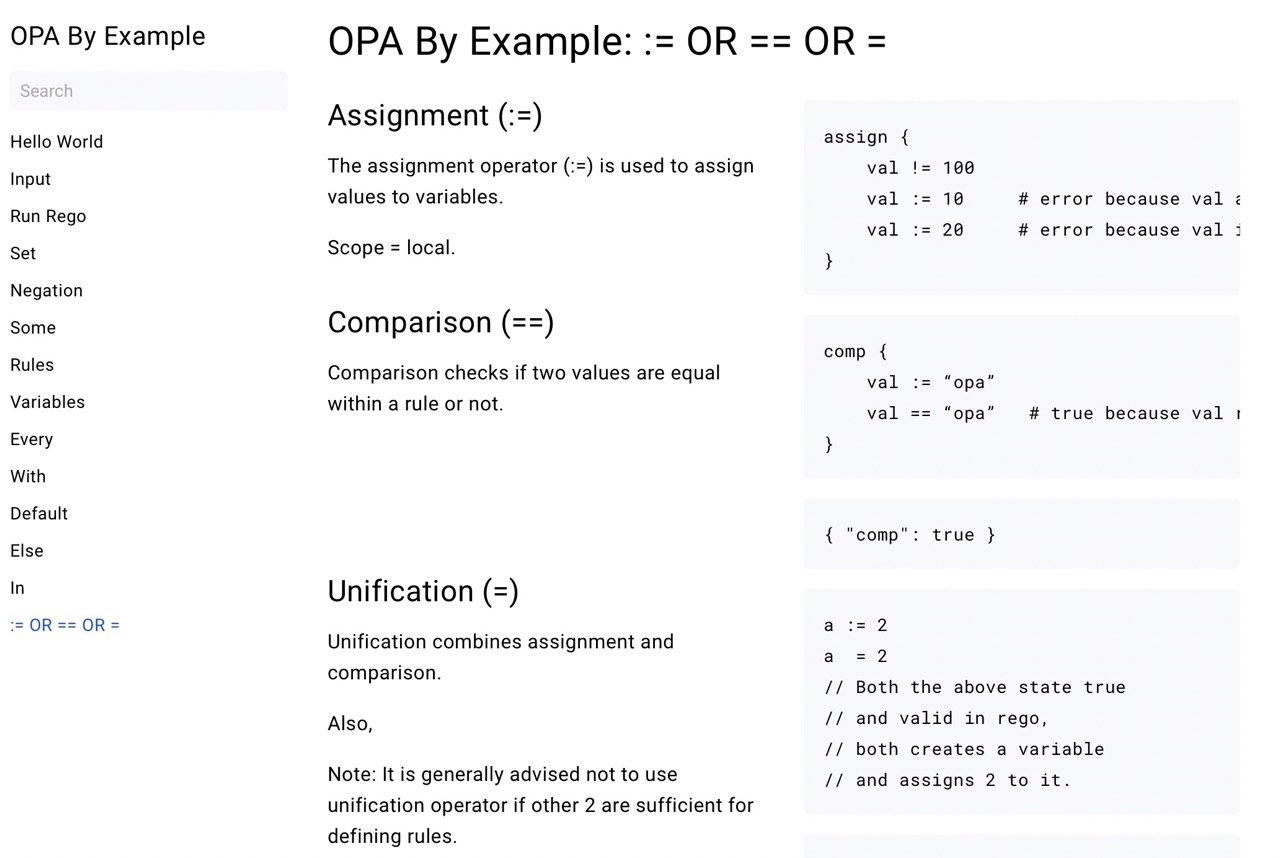 OPA By Example
Search
Hello World
Input
Run Rego
Set
Negation
Some
Rules
Variables
Every
With
Default
Else
In
:= OR == OR =
OPA By Example: := OR == OR =
Assignment (:=)
The assignment operator (:=) is used to assign
values to variables.
Scope = local.
assign {
    val != 100
    val := 10     # error because val
    val := 20     # error because val
}
Comparison (==)
Comparison checks if two values are equal
within a rule or not.
comp {
    val := “opa”
    val == “opa”   # true because val
}
{ "comp": true }
Unification (=)
Unification combines assignment and
comparison.
Also,
Note: It is generally advised not to use
unification operator if other 2 are sufficient for
defining rules.
a := 2
a  = 2
// Both the above state true
// and valid in rego,
// both creates a variable
// and assigns 2 to it.